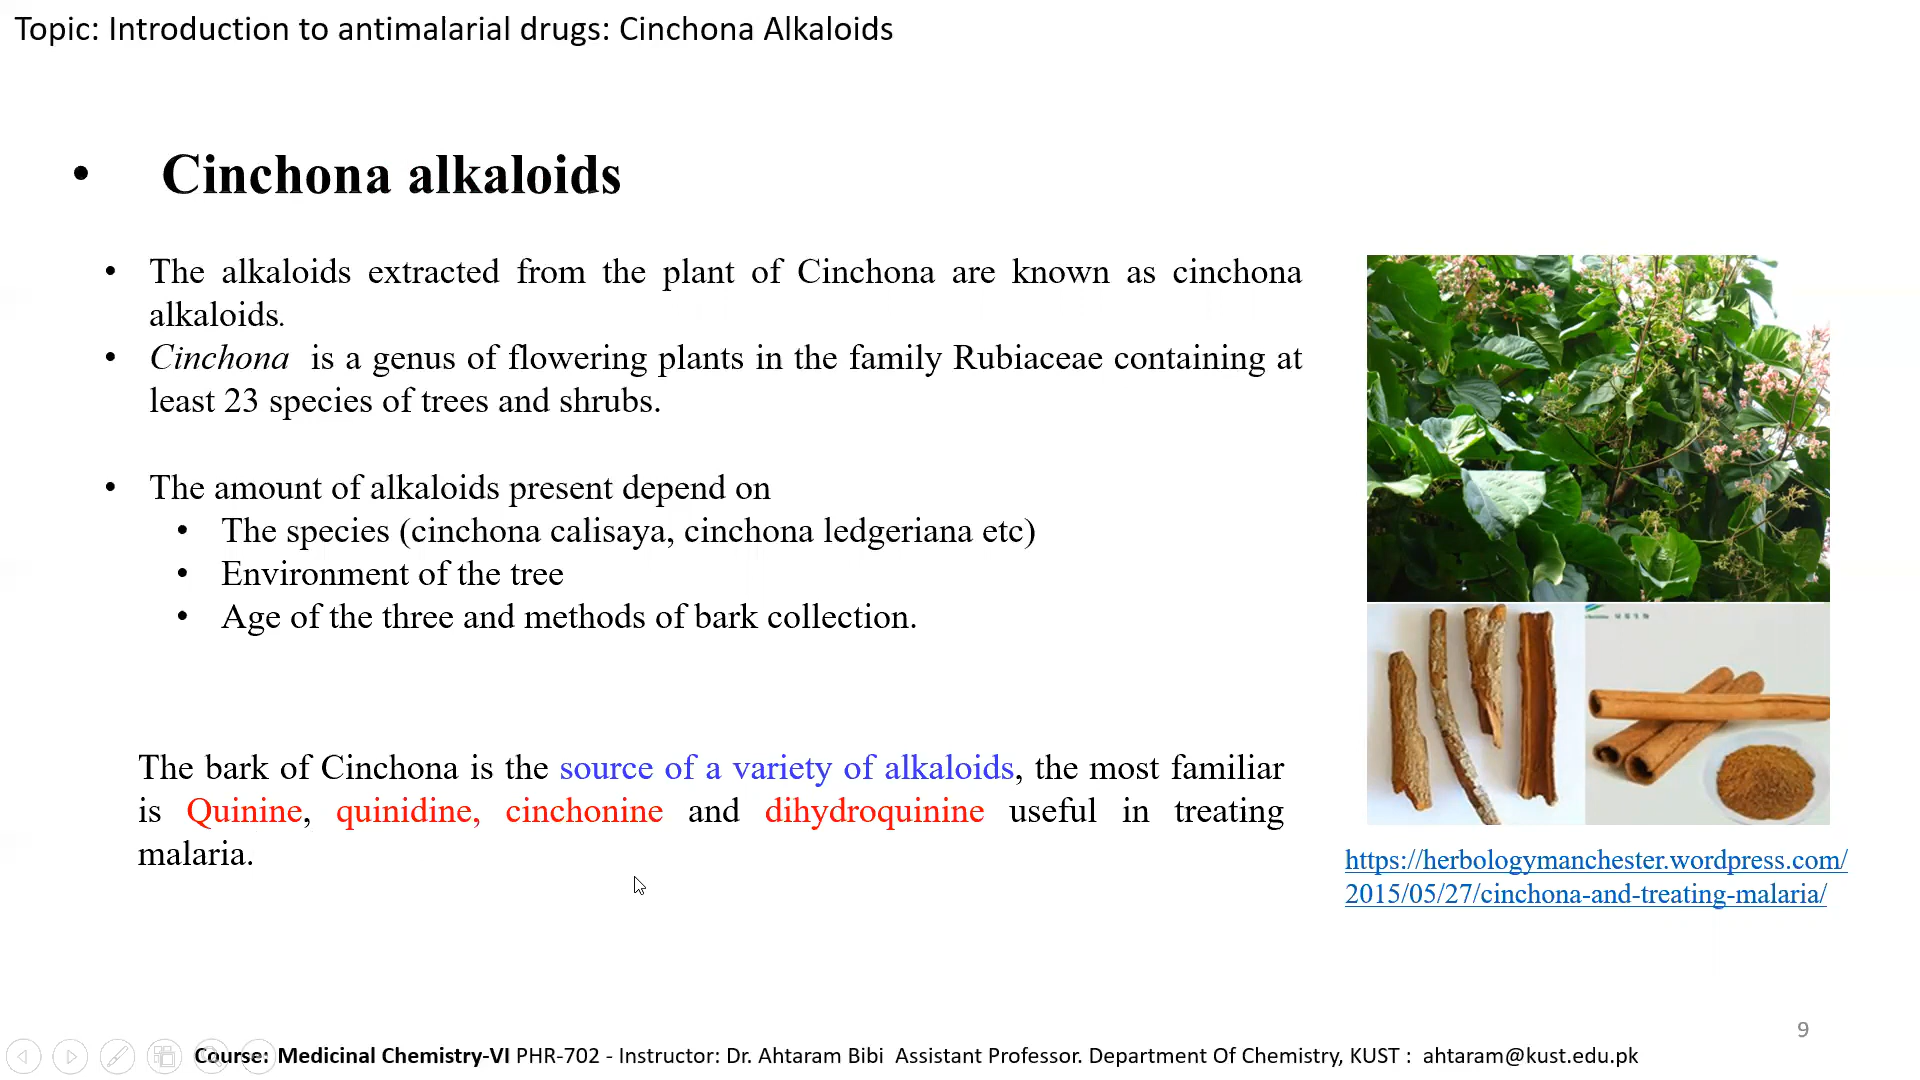 Topic: Introduction to antimalarial drugs: Cinchona Alkaloids
• Cinchona alkaloids
• The alkaloids extracted from the plant of Cinchona are known as cinchona
alkaloids.
• Cinchona is a genus of flowering plants in the family Rubiaceae containing at
least 23 species of trees and shrubs.
• The amount of alkaloids present depend on
• The species (cinchona calisaya, cinchona ledgeriana etc)
• Environment of the tree
• Age of the three and methods of bark collection.
The bark of Cinchona is the source of a variety of alkaloids, the most familiar
is Quinine, quinidine, cinchonine and dihydroquinine useful in treating
malaria.
https://herbologymanchester.wordpress.com/
2015/05/27/cinchona-and-treating-malaria/
9
Course: Medicinal Chemistry-VI PHR-702 - Instructor: Dr. Ahtaram Bibi Assistant Professor. Department Of Chemistry, KUST : ahtaram@kust.edu.pk